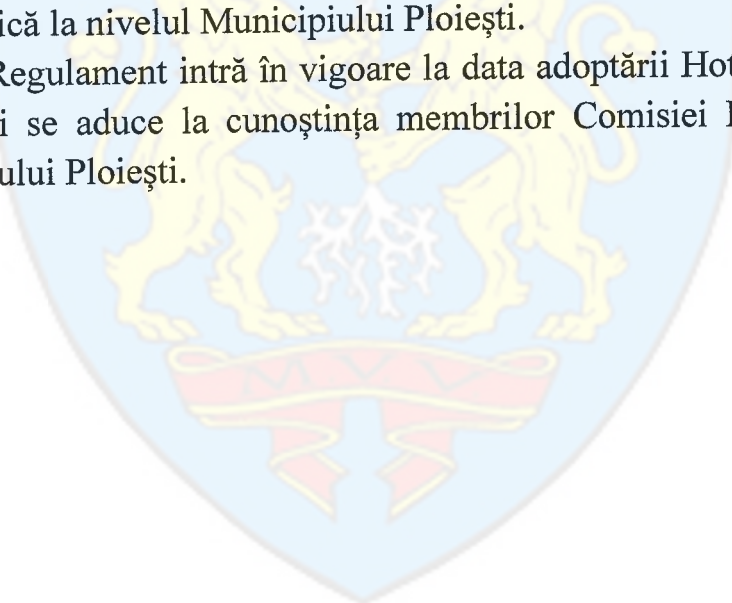 ică la nivelul Municipiului Ploiești.
Regulament intră în vigoare la data adoptării Hot
i se aduce la cunoștința membrilor Comisiei
ului Ploiești.
MVV